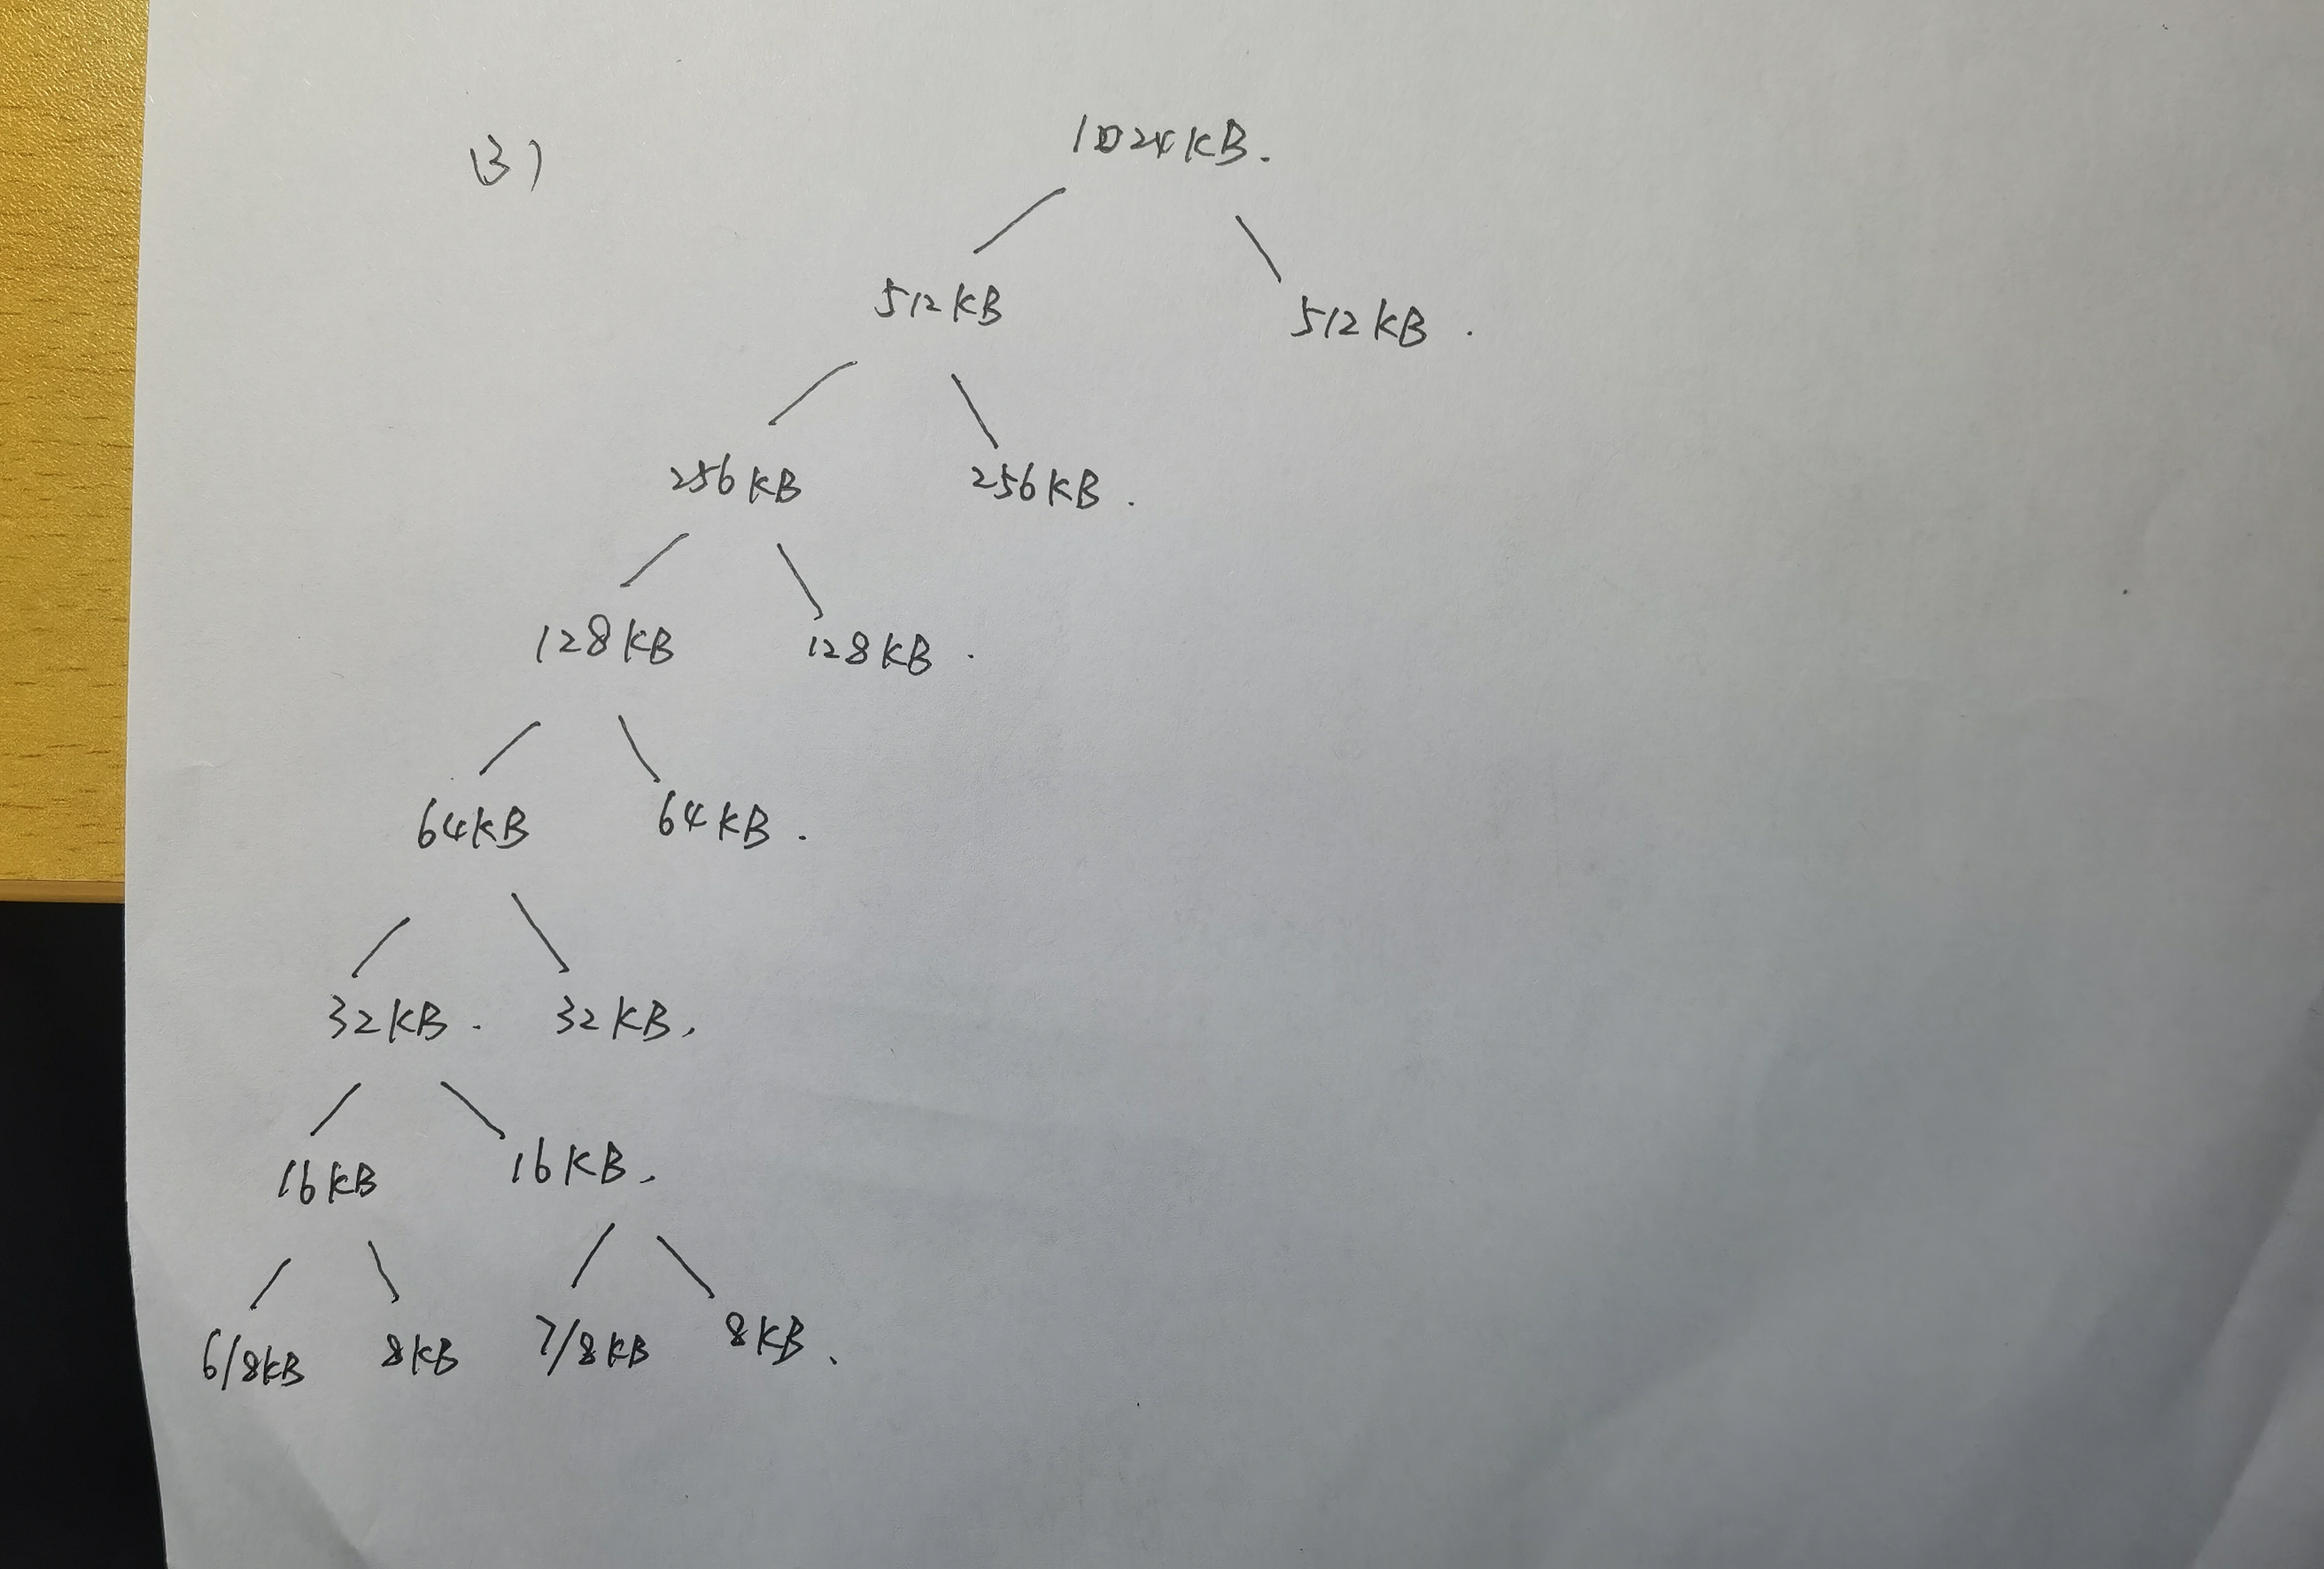 (3) 1024KB.
512KB 512KB.
256KB 256KB.
128KB 128KB.
64KB 64KB.
32KB. 32KB,
16KB 16KB,
6/8KB 8KB 7/8KB 8KB,